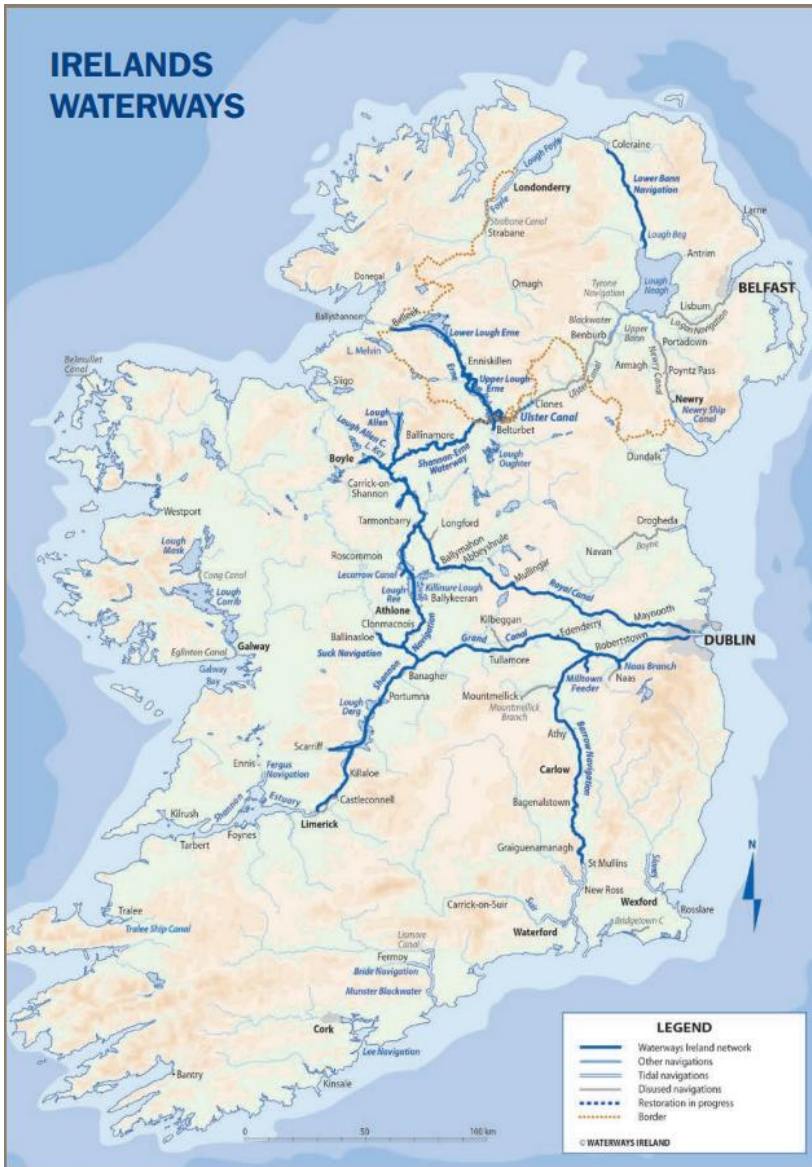 IRELANDS
WATERWAYS
Coleraine
Lough Foyle
Londonderry
Lower Bann
Navigation
Foyle
Strabane Canal
Strabane
Larne
Lough Beg
Antrim
Donegal
Omagh
Tyrone
Navigation
Lough
Neagh
BELFAST
Ballyshannon
Belleek
Lower Lough Erne
Blackwater
Benburb
Upper
Bann
Lisburn
Lagan Navigation
Portadown
L. Melvin
Enniskillen
Erne
Armagh
Newry Canal
Poyntz Pass
Belmullet
Canal
Sligo
Upper Lough
Erne
Ulster Canal
Clones
Newry
Newry Ship
Canal
Ulster Canal
Lough
Allen
Ballinamore
Belturbet
Lough Allen C.
L. Key
Boyle
Shannon-Erne
Waterway
Lough
Oughter
Dundalk
Carrick-on-
Shannon
Westport
Tarmonbarry
Longford
Drogheda
Boyne
Navan
Lough
Mask
Roscommon
Ballymahon
Abbeyshrule
Mullingar
Royal Canal
Cong Canal
Lecarrow Canal
Lough
Ree
Killinure Lough
Ballykeeran
Lough
Corrib
Athlone
Maynooth
Clonmacnois
Kilbeggan
Edenderry
Robertstown
DUBLIN
Eglinton Canal
Galway
Ballinasloe
Navigation
Grand
Canal
Suck Navigation
Shannon
Tullamore
Naas Branch
Naas
Milltown
Feeder
Galway
Bay
Banagher
Portumna
Mountmellick
Mountmellick
Branch
Lough
Derg
Athy
Barrow Navigation
Scarriff
Ennis
Fergus
Navigation
Killaloe
Carlow
Castleconnell
Bagenalstown
Kilrush
Shannon
Estuary
Limerick
Tarbert
Foynes
Graiguenamanagh
St Mullins
N
Slaney
New Ross
Wexford
Carrick-on-Suir
Suir
Rosslare
Tralee
Tralee Ship Canal
Waterford
Bridgetown C
Lismore
Canal
Fermoy
Bride Navigation
Munster Blackwater
Cork
Lee Navigation
Bantry
Kinsale
0 50 100 km
LEGEND
Waterways Ireland network
Other navigations
Tidal navigations
Disused navigations
Restoration in progress
Border
© WATERWAYS IRELAND